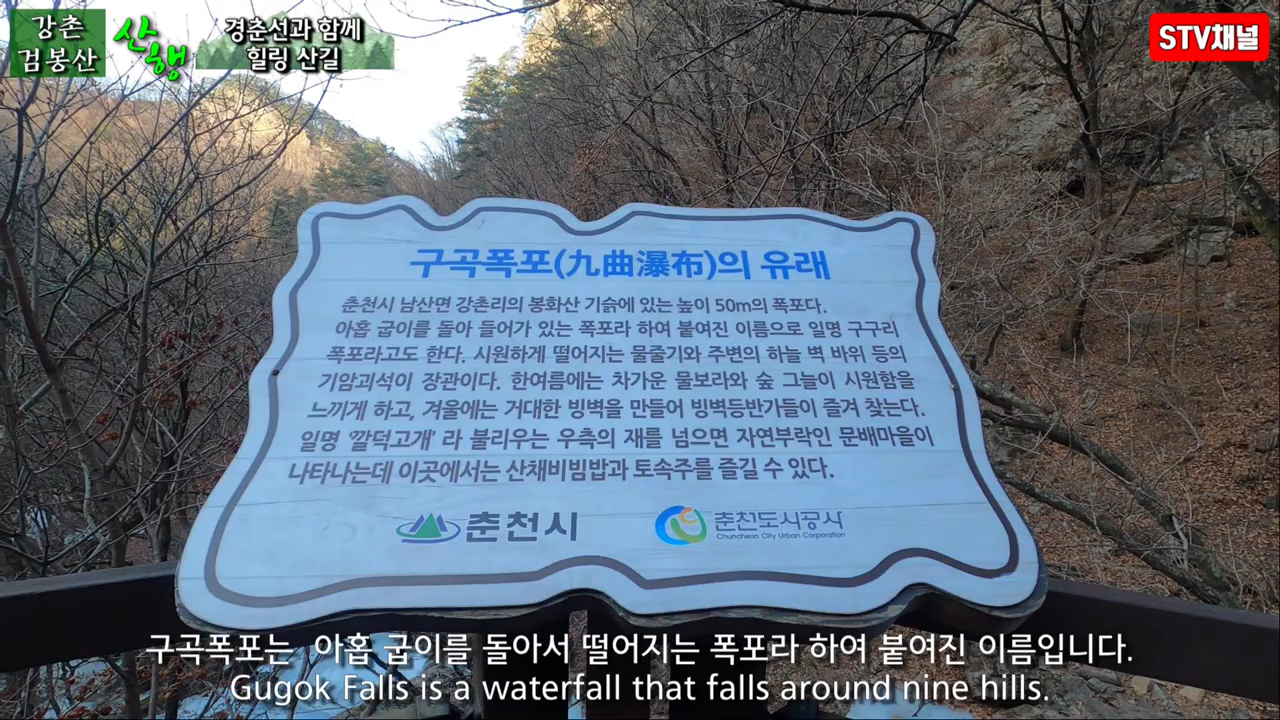 강촌
검봉산
산행
경춘선과 함께
힐링 산길
STV채널
구곡폭포(九曲瀑布)의 유래
춘천시 남산면 강촌리의 봉화산 기슭에 있는 높이 50m의 폭포다.
아홉 굽이를 돌아 들어가 있는 폭포라 하여 붙여진 이름으로 일명 구구리
폭포라고도 한다. 시원하게 떨어지는 물줄기와 주변의 하늘 벽 바위 등의
기암괴석이 장관이다. 한여름에는 차가운 물보라와 숲 그늘이 시원함을
느끼게 하고, 겨울에는 거대한 빙벽을 만들어 빙벽등반가들이 즐겨 찾는다.
일명 '깔덕고개' 라 불리우는 우측의 재를 넘으면 자연부락인 문배마을이
나타나는데 이곳에서는 산채비빔밥과 토속주를 즐길 수 있다.
춘천시
춘천도시공사
Chuncheon City Urban Corporation
구곡폭포는 아홉 굽이를 돌아서 떨어지는 폭포라 하여 붙여진 이름입니다.
Gugok Falls is a waterfall that falls around nine hills.